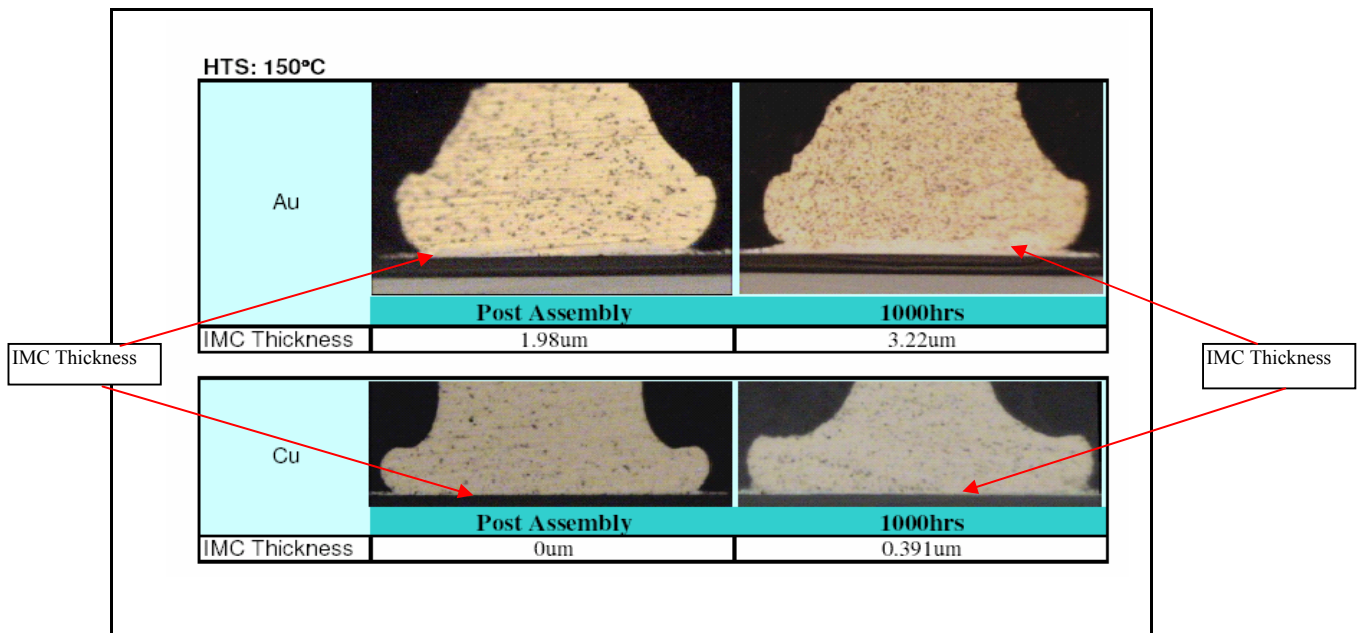 HTS: 150°C
Au
Post Assembly 1000hrs
IMC Thickness 1.98um 3.22um
IMC Thickness
IMC Thickness
Cu
Post Assembly 1000hrs
IMC Thickness 0um 0.391um